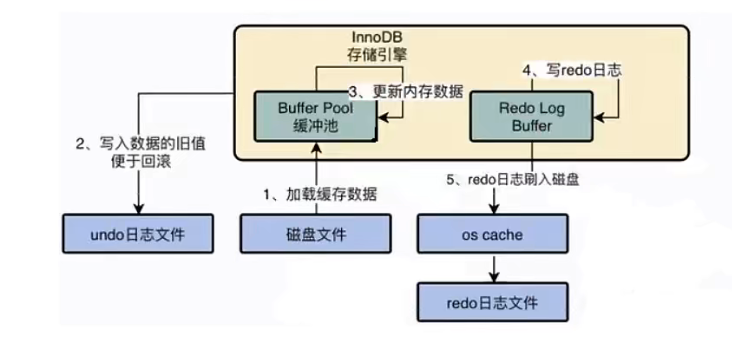 InnoDB
存储引擎
4、写redo日志
3、更新内存数据
Buffer Pool
缓冲池
Redo Log
Buffer
2、写入数据的旧值
便于回滚
5、redo日志刷入磁盘
1、加载缓存数据
undo日志文件
磁盘文件
os cache
redo日志文件